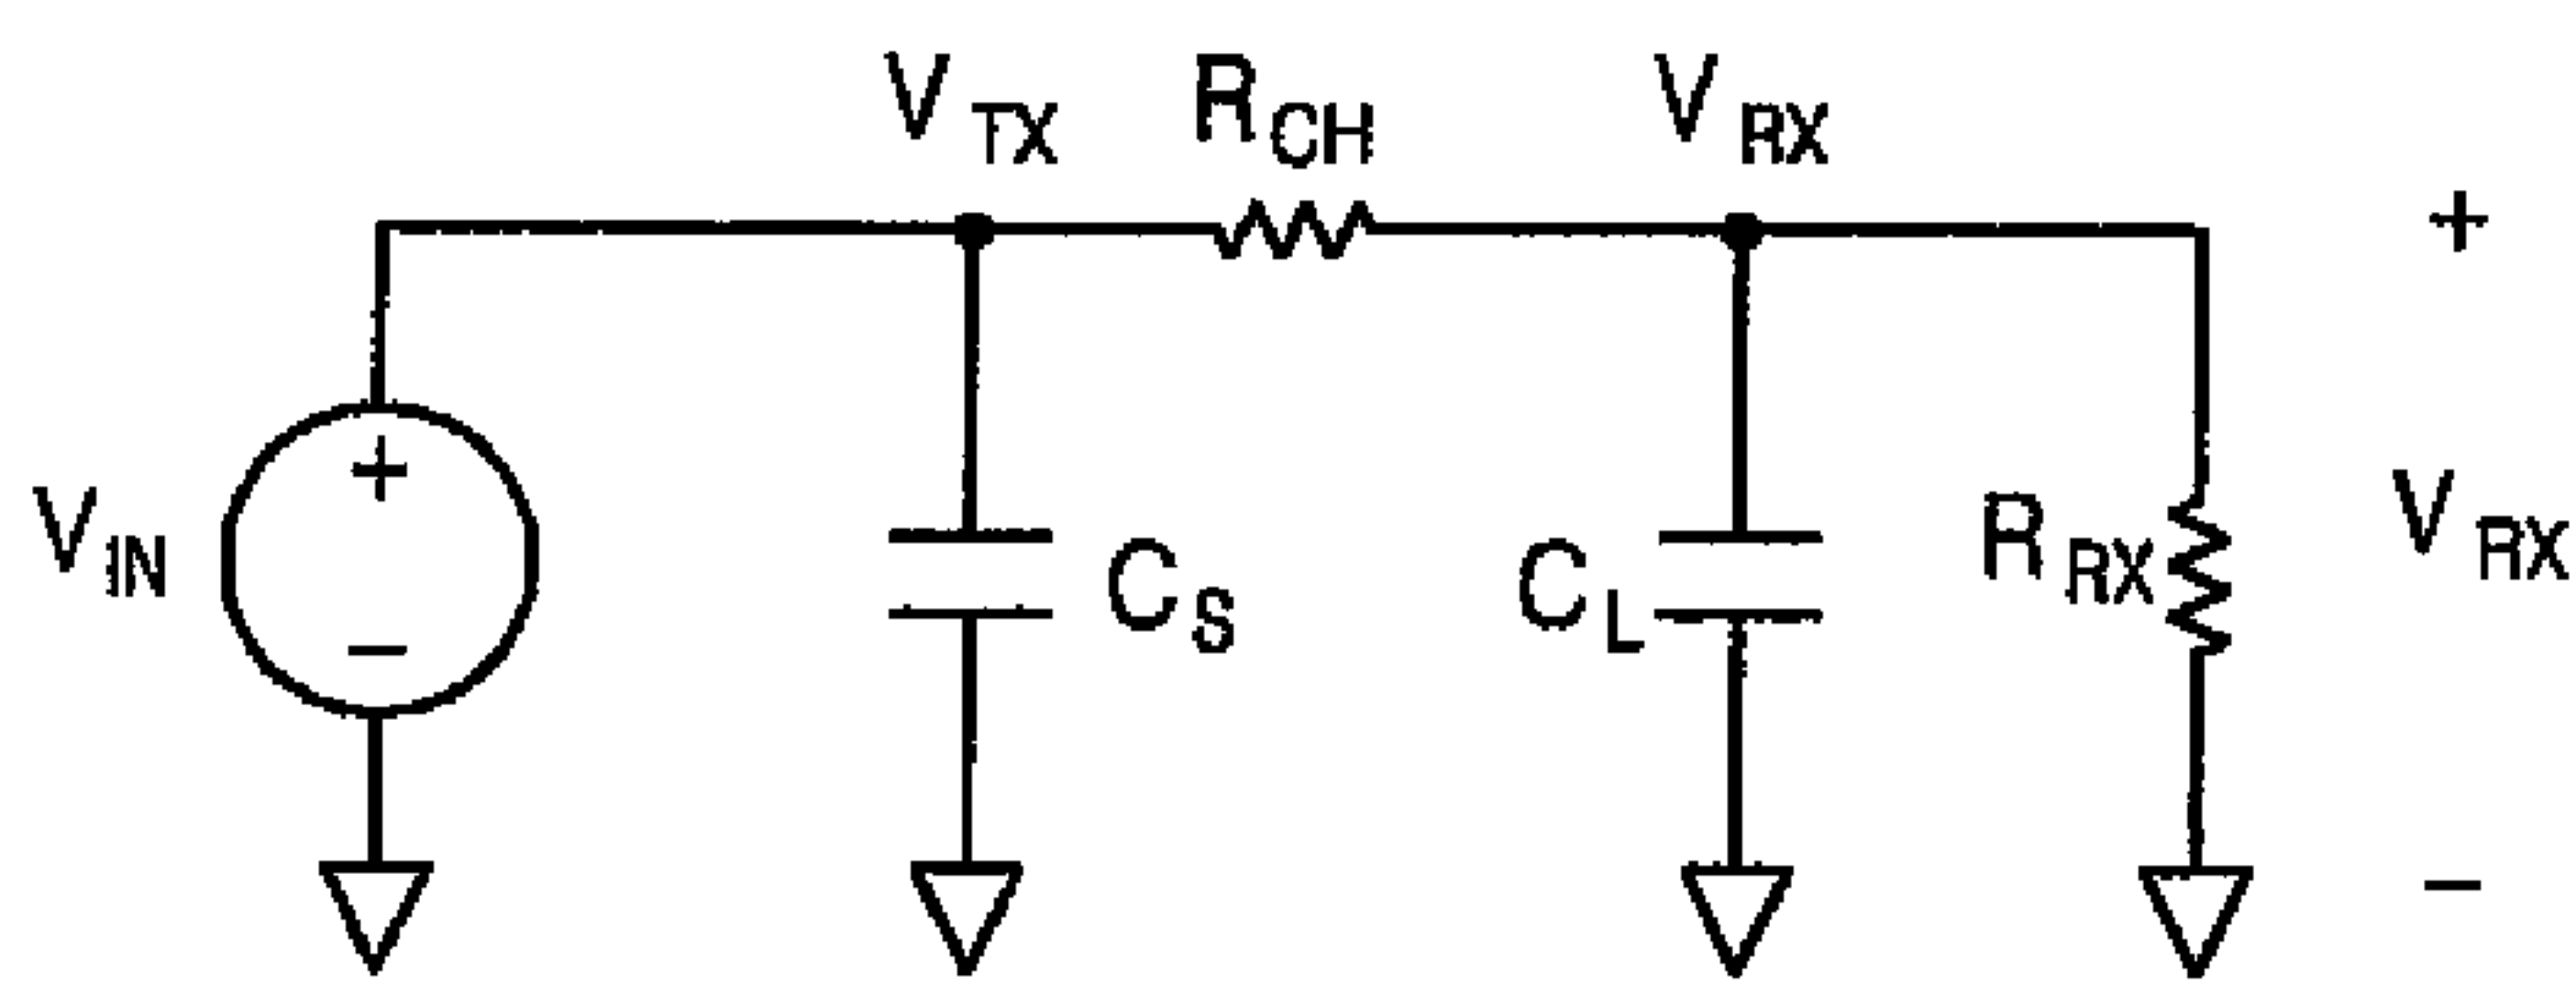 V_TX R_CH V_RX
+
V_IN + − C_S C_L R_RX V_RX
−